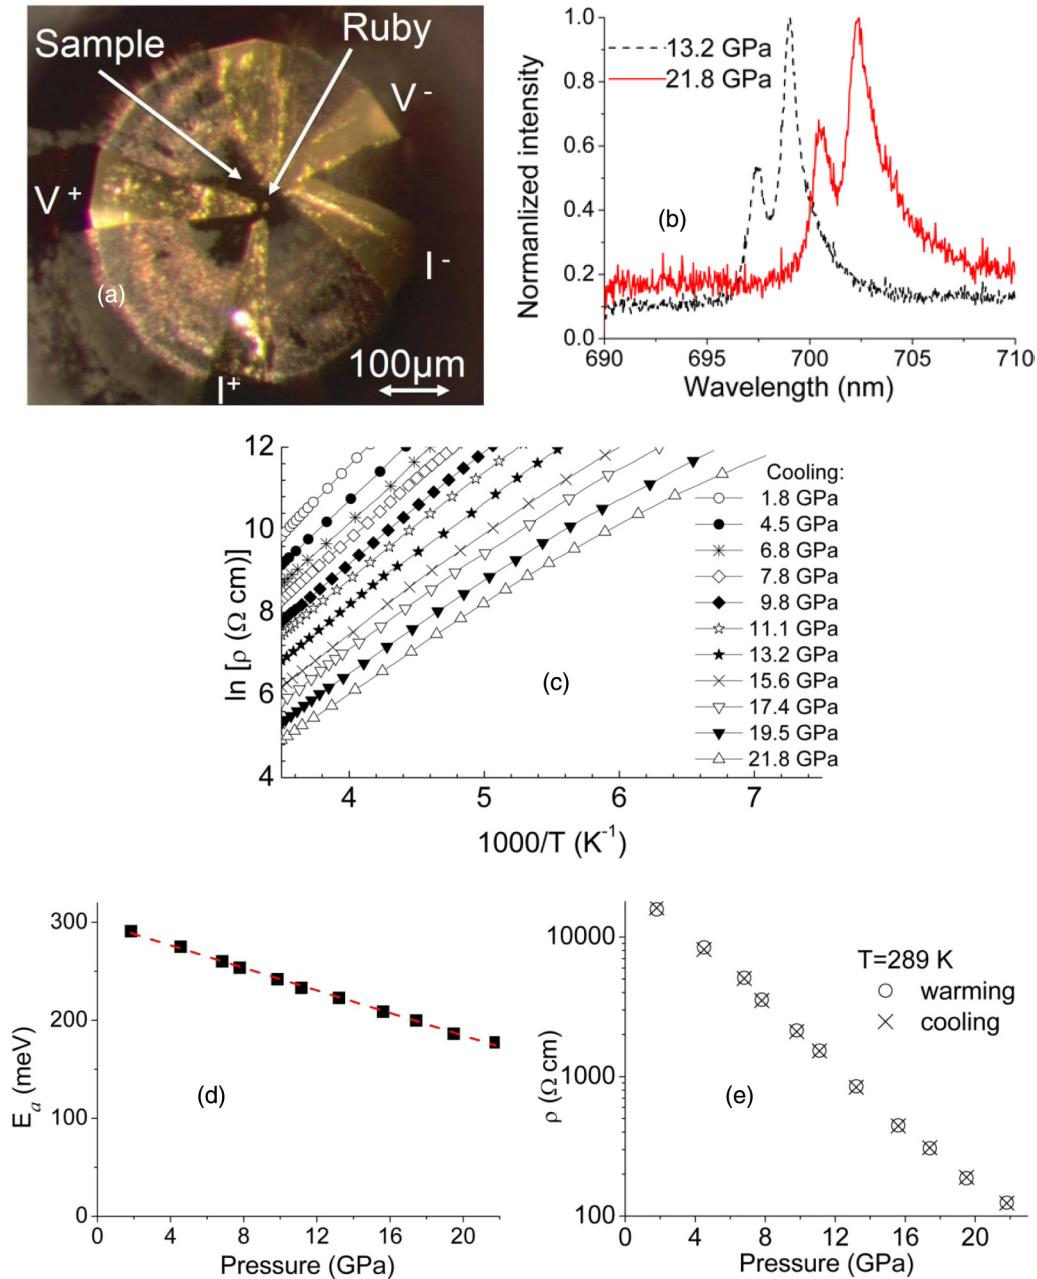 Sample
Ruby
V-
V+
I-
(a)
100μm
I+
Normanlized intensity
1.0
0.8
0.6
0.4
0.2
0.0
13.2 GPa
21.8 GPa
(b)
690
695
700
705
710
Wavelength (nm)
ln [ρ (Ω cm)]
12
10
8
6
4
Cooling:
1.8 GPa
4.5 GPa
6.8 GPa
7.8 GPa
9.8 GPa
11.1 GPa
13.2 GPa
15.6 GPa
17.4 GPa
19.5 GPa
21.8 GPa
(c)
4
5
6
7
1000/T (K-1)
Ea (meV)
300
200
100
0
(d)
0
4
8
12
16
20
Pressure (GPa)
ρ (Ω cm)
10000
1000
100
T=289 K
warming
cooling
(e)
0
4
8
12
16
20
Pressure (GPa)